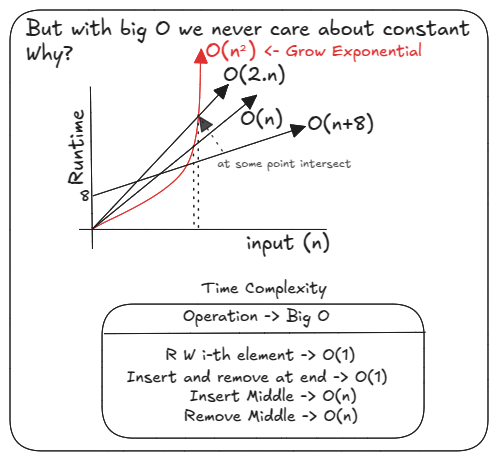 But with big O we never care about constant
Why?
O(n²) <- Grow Exponential
O(2.n)
O(n)
O(n+8)
at some point intersect
Runtime
8
input (n)
Time Complexity
Operation -> Big O
R W i-th element -> O(1)
Insert and remove at end -> O(1)
Insert Middle -> O(n)
Remove Middle -> O(n)